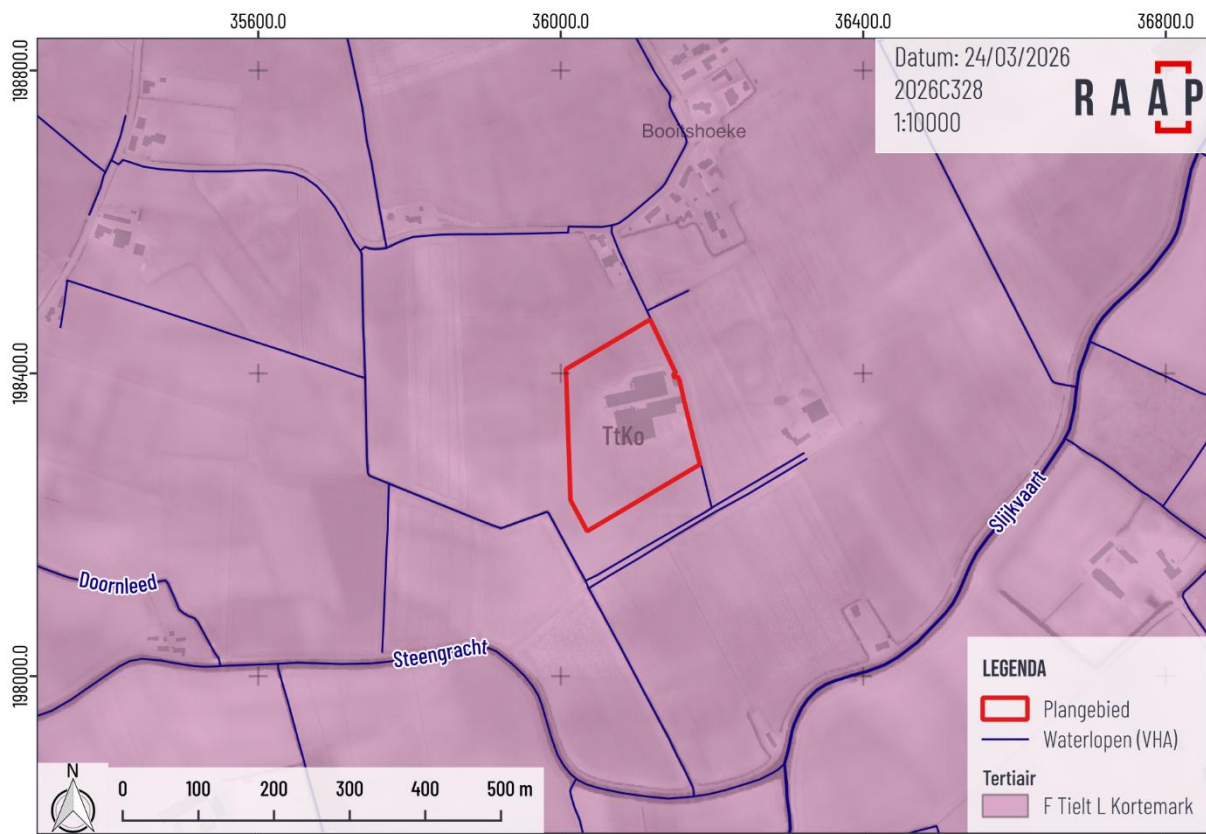 35600.0 36000.0 36400.0 36800.0
198800.0
198400.0
198000.0
Datum: 24/03/2026
2026C328
1:10000
RAAP
Booitshoeke
TtKo
Slijkvaart
Doornleed
Steengracht
LEGENDA
Plangebied
Waterlopen (VHA)
Tertiair
F Tielt L Kortemark
N
0 100 200 300 400 500 m